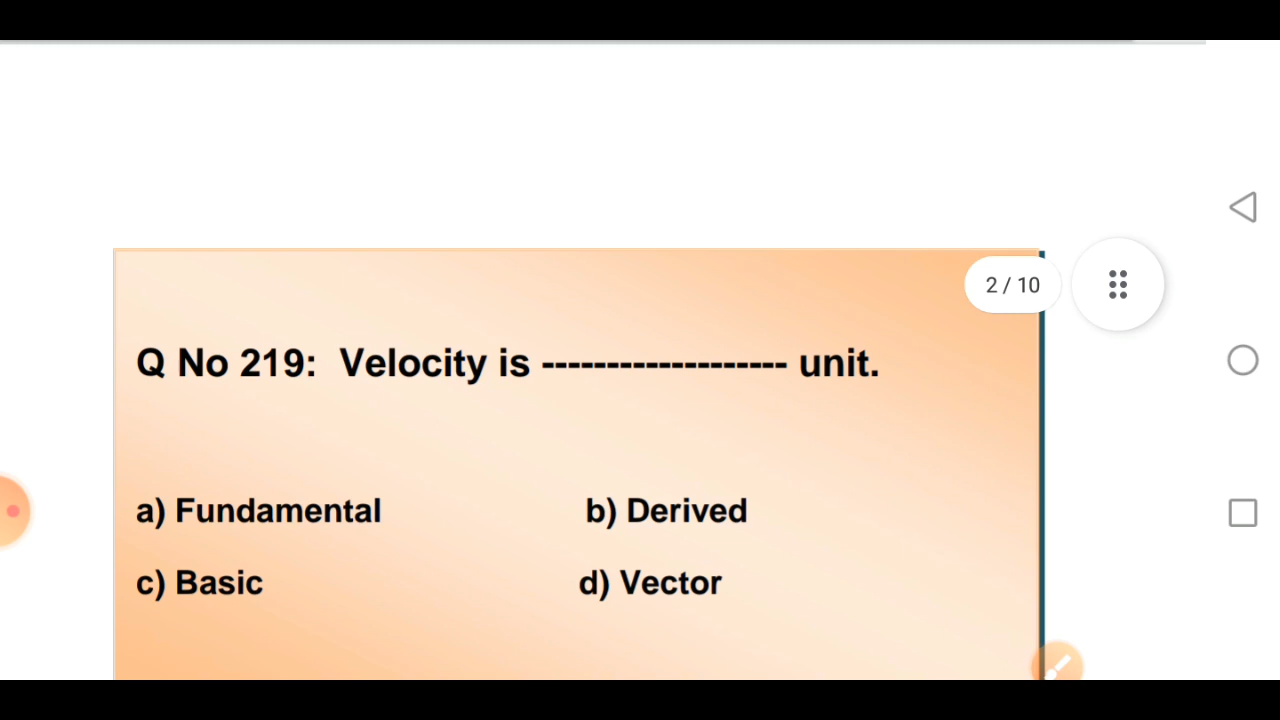 2 / 10
Q No 219: Velocity is ------------------- unit.
a) Fundamental b) Derived
c) Basic d) Vector